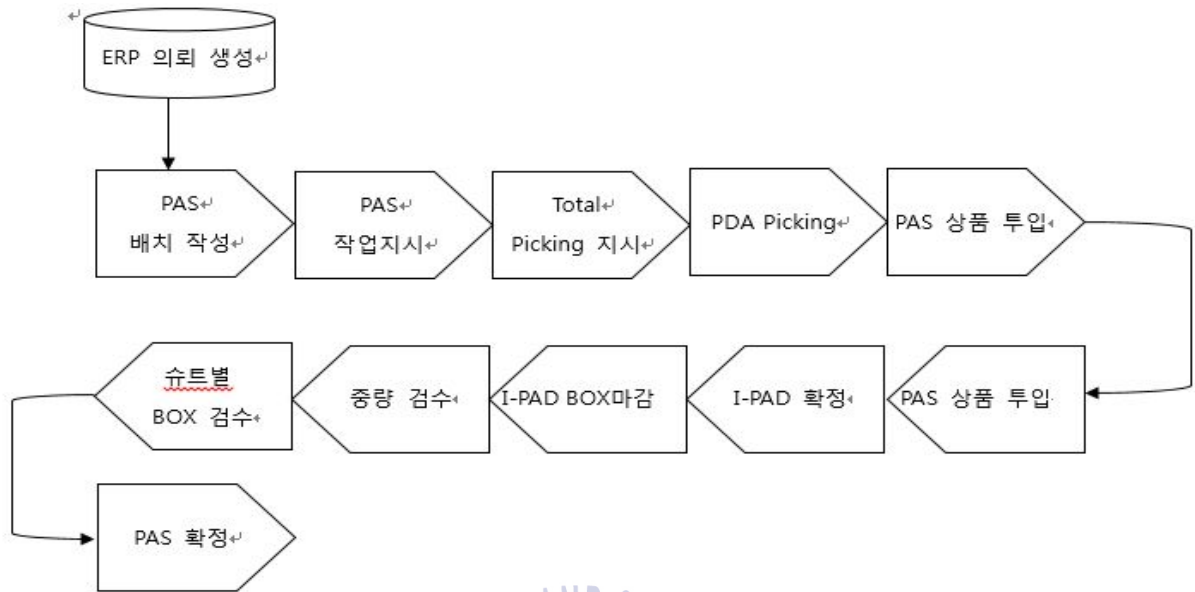 ERP 의뢰 생성
PAS
배치 작성
PAS
작업지시
Total
Picking 지시
PDA Picking
PAS 상품 투입
PAS 상품 투입
I-PAD 확정
I-PAD BOX마감
중량 검수
슈트별
BOX 검수
PAS 확정